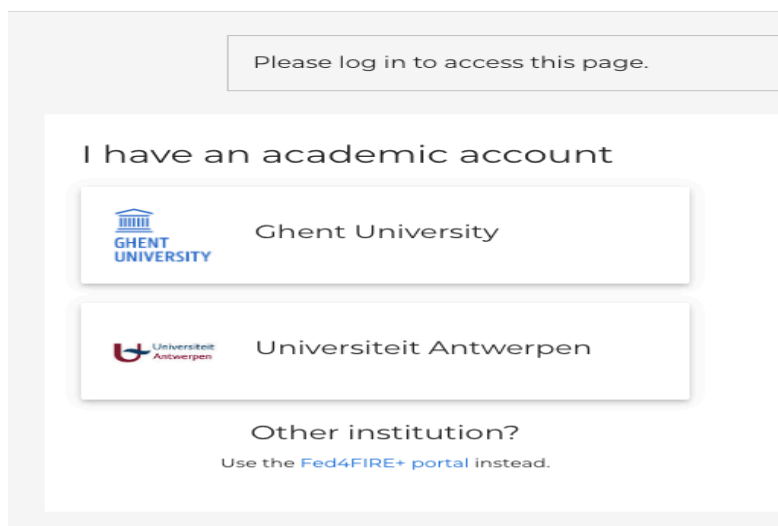 Please log in to access this page.
I have an academic account
GHENT
UNIVERSITY
Ghent University
Universiteit
Antwerpen
Universiteit Antwerpen
Other institution?
Use the Fed4FIRE+ portal instead.